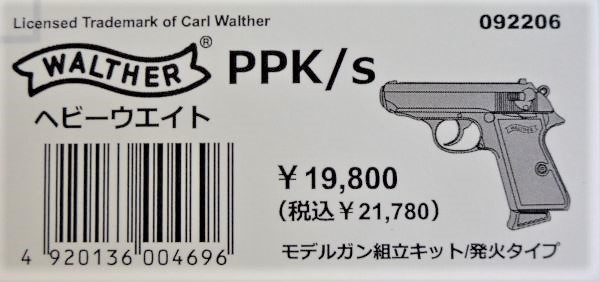 Licensed Trademark of Carl Walther
092206
WALTHER®
PPK/s
ヘビーウエイト
WALTHER
¥19,800
(税込¥21,780)
4 920136 004696
モデルガン組立キット/発火タイプ